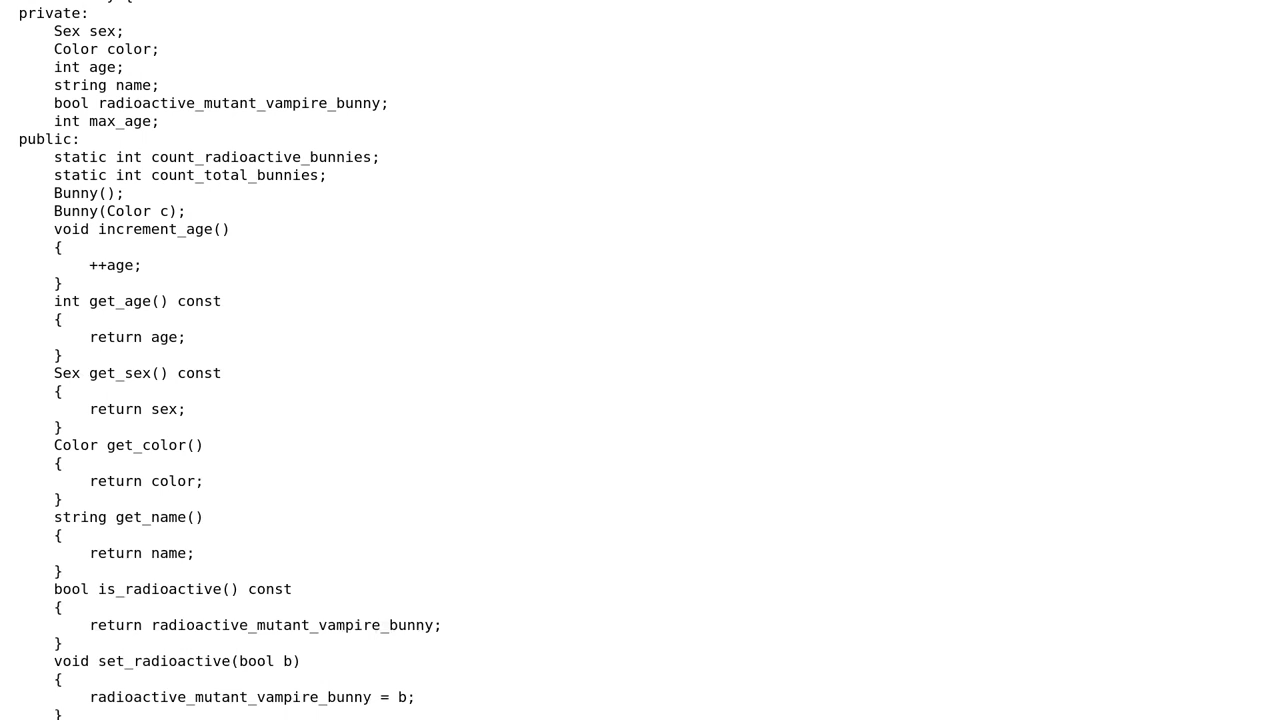 private:
    Sex sex;
    Color color;
    int age;
    string name;
    bool radioactive_mutant_vampire_bunny;
    int max_age;
public:
    static int count_radioactive_bunnies;
    static int count_total_bunnies;
    Bunny();
    Bunny(Color c);
    void increment_age()
    {
        ++age;
    }
    int get_age() const
    {
        return age;
    }
    Sex get_sex() const
    {
        return sex;
    }
    Color get_color()
    {
        return color;
    }
    string get_name()
    {
        return name;
    }
    bool is_radioactive() const
    {
        return radioactive_mutant_vampire_bunny;
    }
    void set_radioactive(bool b)
    {
        radioactive_mutant_vampire_bunny = b;
    }